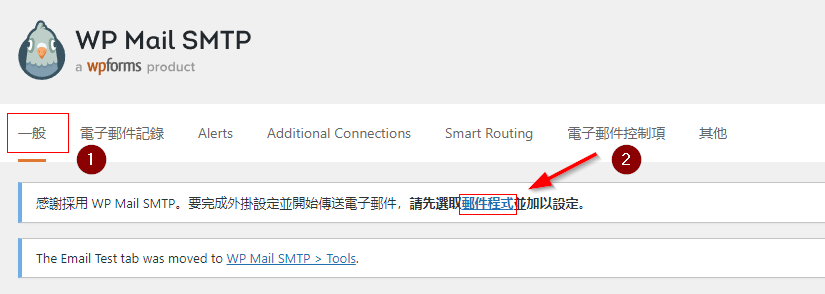 WP Mail SMTP
a wpforms product
一般 電子郵件記錄 Alerts Additional Connections Smart Routing 電子郵件控制項 其他
1 2
感謝採用 WP Mail SMTP。要完成外掛設定並開始傳送電子郵件，請先選取郵件程式並加以設定。
The Email Test tab was moved to WP Mail SMTP > Tools.